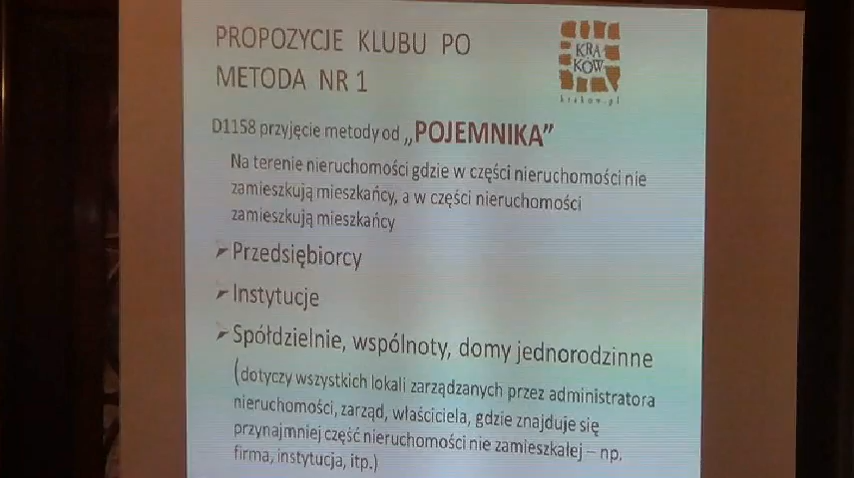 PROPOZYCJE KLUBU PO
METODA NR 1
KRA
KÓW
krakow.pl
D1158 przyjęcie metody od „POJEMNIKA”
Na terenie nieruchomości gdzie w części nieruchomości nie
zamieszkują mieszkańcy, a w części nieruchomości
zamieszkują mieszkańcy
➢Przedsiębiorcy
➢Instytucje
➢Spółdzielnie, wspólnoty, domy jednorodzinne
(dotyczy wszystkich lokali zarządzanych przez administratora
nieruchomości, zarząd, właściciela, gdzie znajduje się
przynajmniej część nieruchomości nie zamieszkałej – np.
firma, instytucja, itp.)